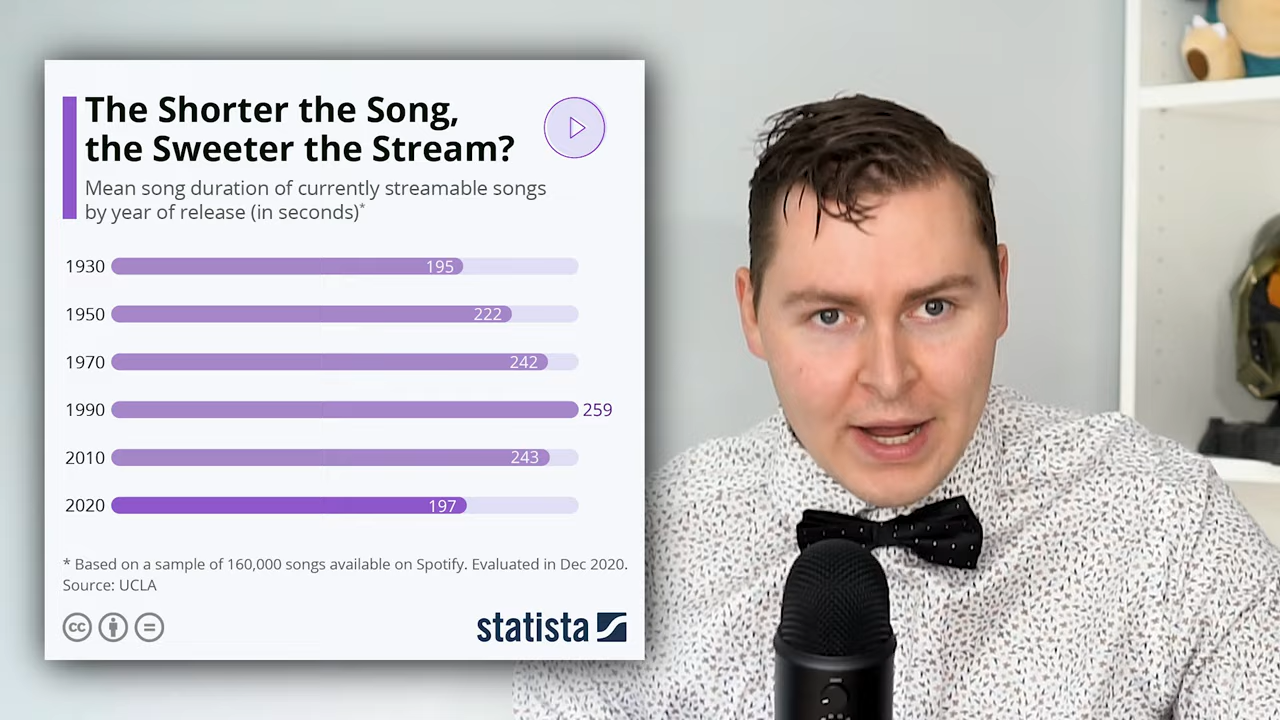 The Shorter the Song,
the Sweeter the Stream?
Mean song duration of currently streamable songs
by year of release (in seconds)*
1930 195
1950 222
1970 242
1990 259
2010 243
2020 197
* Based on a sample of 160,000 songs available on Spotify. Evaluated in Dec 2020.
Source: UCLA
cc
statista